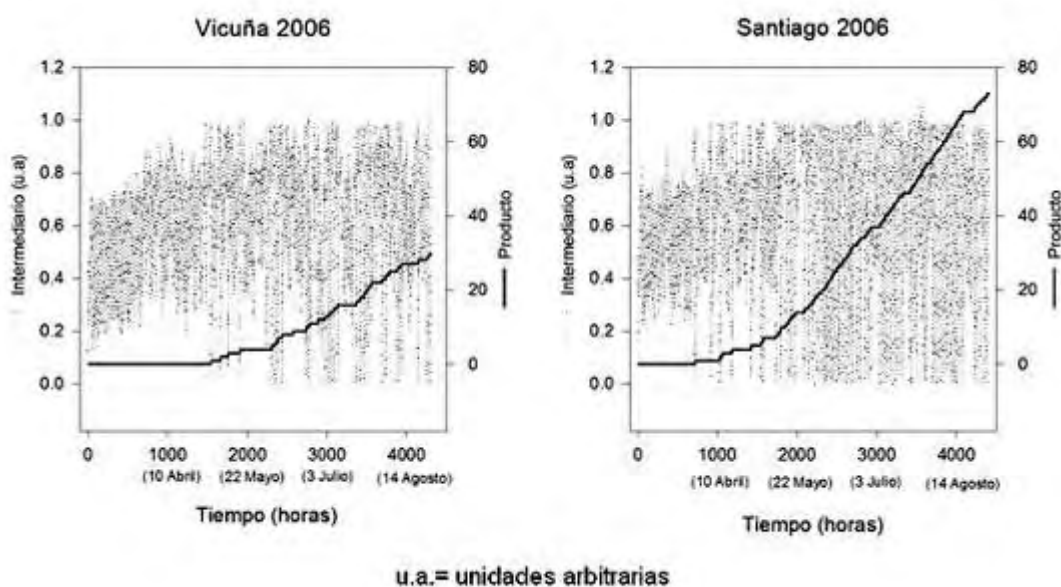 Vicuña 2006
Intermediario (u.a)
1.2
1.0
0.8
0.6
0.4
0.2
0.0
80
60
40
20
0
Producto
0 1000 2000 3000 4000
(10 Abril) (22 Mayo) (3 Julio) (14 Agosto)
Tiempo (horas)
Santiago 2006
Intermediario (u.a)
1.2
1.0
0.8
0.6
0.4
0.2
0.0
80
60
40
20
0
Producto
0 1000 2000 3000 4000
(10 Abril) (22 Mayo) (3 Julio) (14 Agosto)
Tiempo (horas)
u.a.= unidades arbitrarias